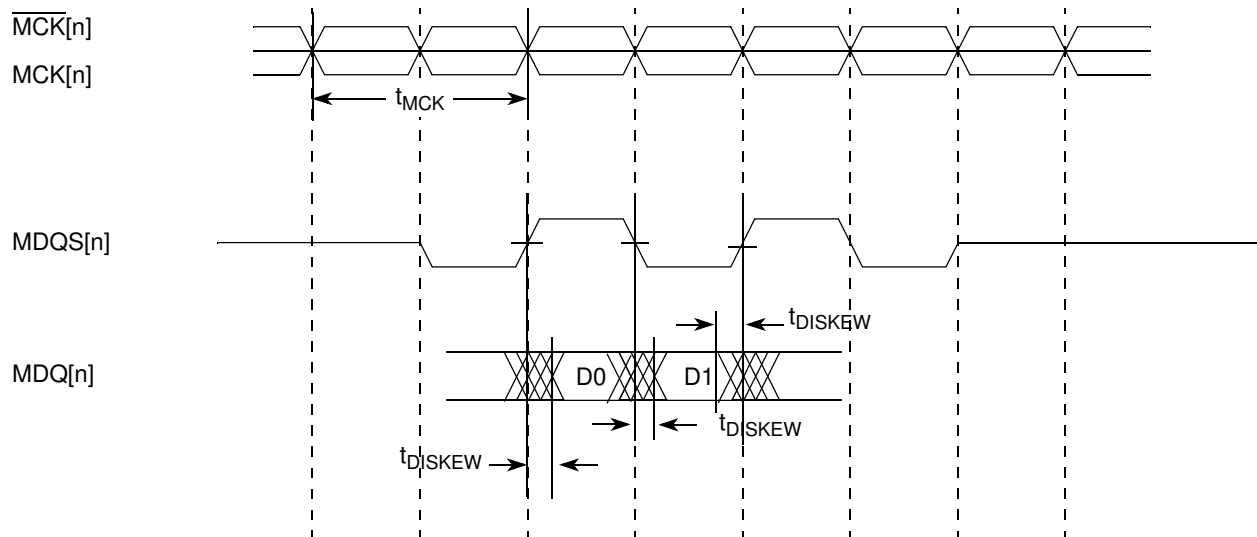 MCK[n]
MCK[n]
tMCK
MDQS[n]
tDISKEW
MDQ[n]
D0
D1
tDISKEW
tDISKEW